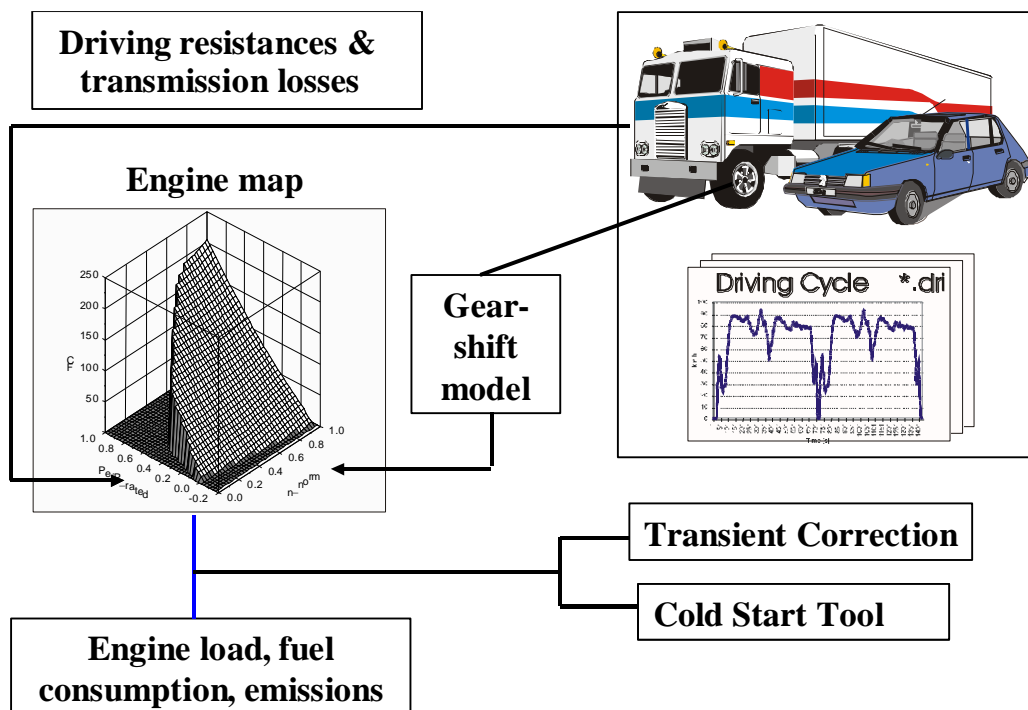 Driving resistances &
transmission losses
Engine map
250
200
150
100
50
1.0
0.8
0.6
0.4
0.2
0.0
-0.2
0.0
0.2
0.4
0.6
0.8
1.0
n_norm
Gear-
shift
model
Driving Cycle *.dri
Time [s]
Transient Correction
Cold Start Tool
Engine load, fuel
consumption, emissions